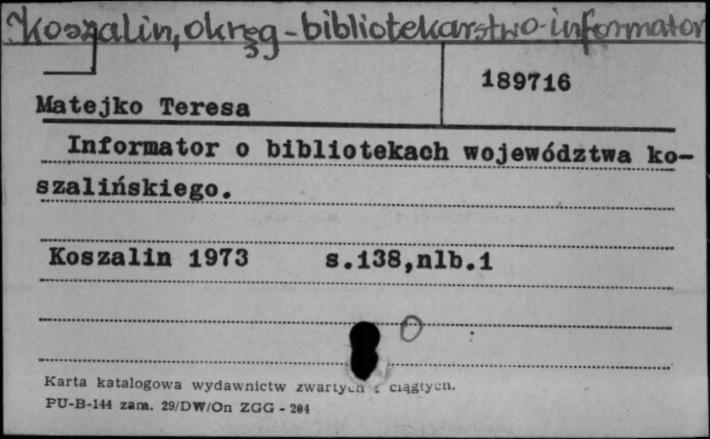 Koszalin, okręg-bibliotekarstwo-informator
189716
Matejko Teresa
Informator o bibliotekach województwa ko-
szalińskiego.
Koszalin 1973 s.138,nlb.1
Karta katalogowa wydawnictw zwartych i ciągłych.
PU-B-144 zam. 29/DW/On ZGG - 284